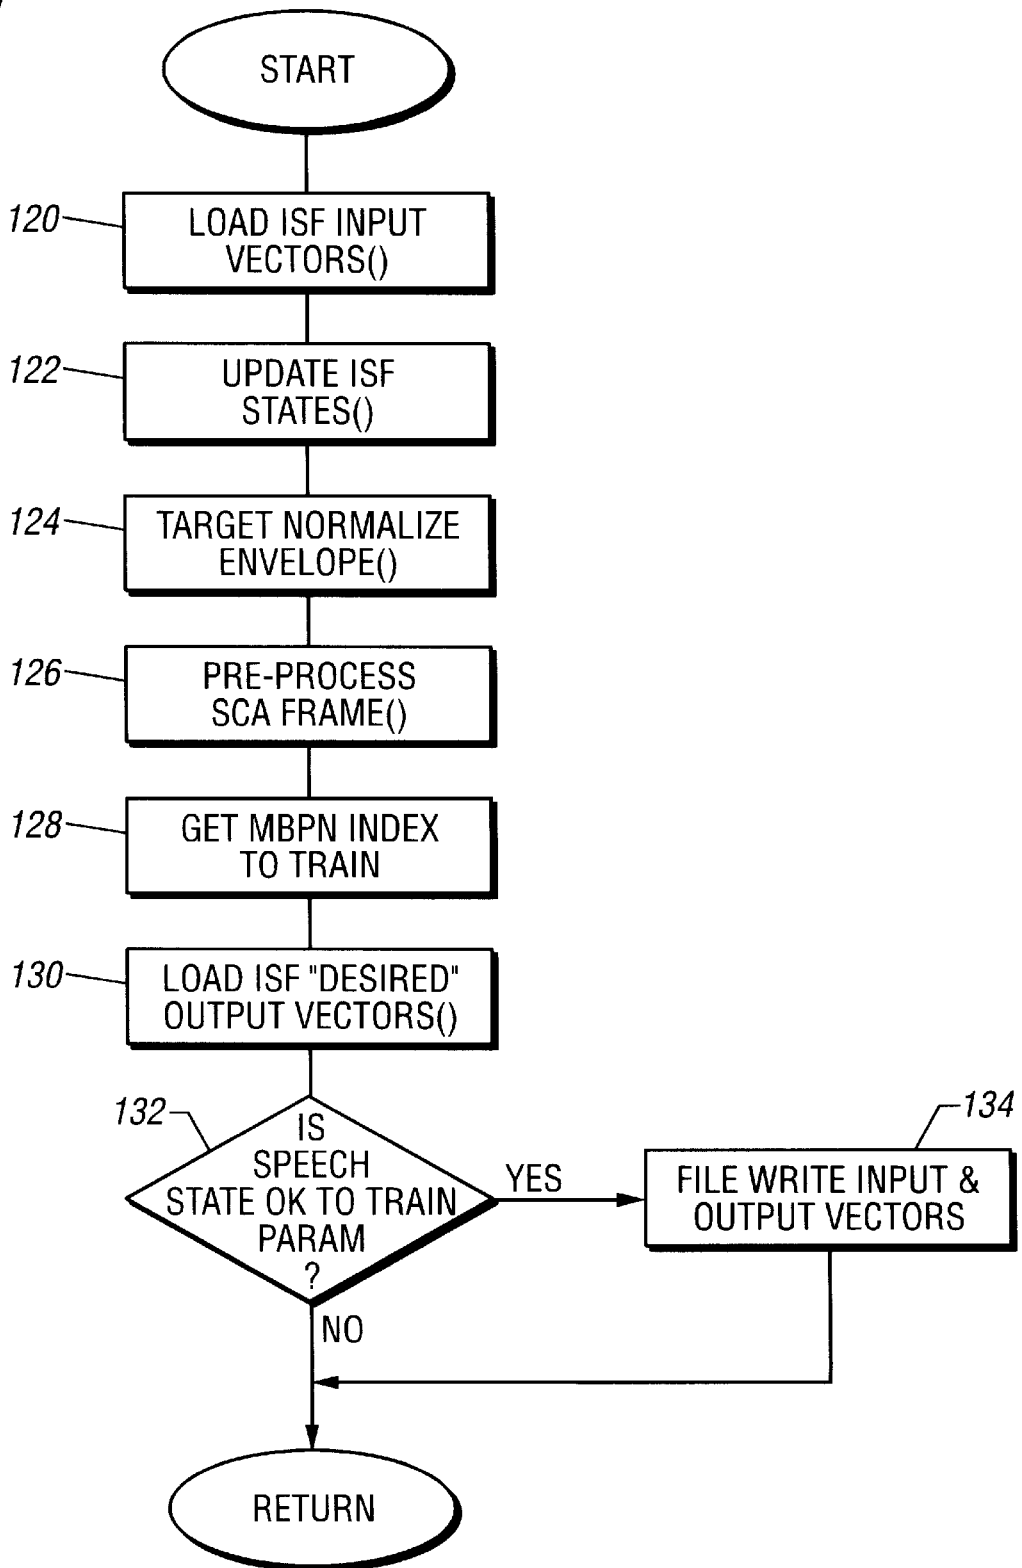 START
120
LOAD ISF INPUT
VECTORS()
122
UPDATE ISF
STATES()
124
TARGET NORMALIZE
ENVELOPE()
126
PRE-PROCESS
SCA FRAME()
128
GET MBPN INDEX
TO TRAIN
130
LOAD ISF "DESIRED"
OUTPUT VECTORS()
132
IS
SPEECH
STATE OK TO TRAIN
PARAM
?
YES
134
FILE WRITE INPUT &
OUTPUT VECTORS
NO
RETURN